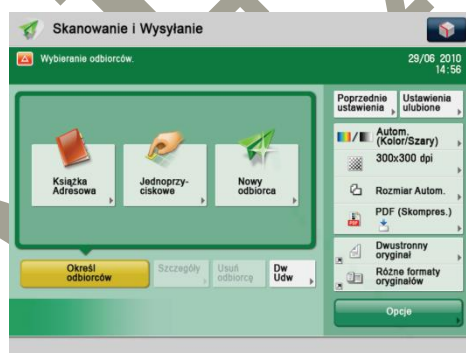 Skanowanie i Wysyłanie
Wybieranie odbiorców.
29/06 2010
14:56
Poprzednie
ustawienia
Ustawienia
ulubione
Autom.
(Kolor/Szary)
300x300 dpi
Rozmiar Autom.
PDF (Skompres.)
Dwustronny
oryginał
Różne formaty
oryginałów
Opcje
Książka
Adresowa
Jednoprzy-
ciskowe
Nowy
odbiorca
Określ
odbiorców
Szczegóły
Usuń
odbiorcę
Dw
Udw